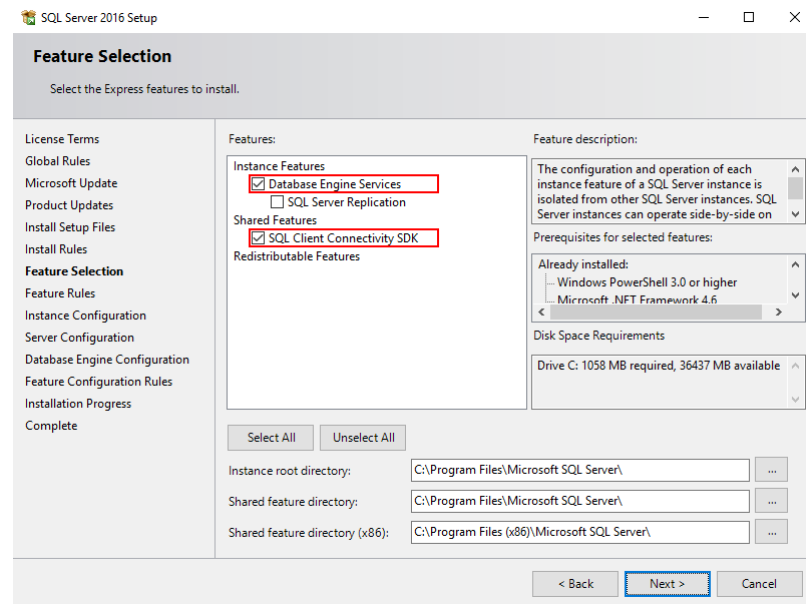 SQL Server 2016 Setup
Feature Selection
Select the Express features to install.
License Terms
Global Rules
Microsoft Update
Product Updates
Install Setup Files
Install Rules
Feature Selection
Feature Rules
Instance Configuration
Server Configuration
Database Engine Configuration
Feature Configuration Rules
Installation Progress
Complete
Features:
Instance Features
Database Engine Services
SQL Server Replication
Shared Features
SQL Client Connectivity SDK
Redistributable Features
Feature description:
The configuration and operation of each
instance feature of a SQL Server instance is
isolated from other SQL Server instances. SQL
Server instances can operate side-by-side on
Prerequisites for selected features:
Already installed:
Windows PowerShell 3.0 or higher
Microsoft .NET Framework 4.6
Disk Space Requirements
Drive C: 1058 MB required, 36437 MB available
Select All
Unselect All
Instance root directory:
C:\Program Files\Microsoft SQL Server\
...
Shared feature directory:
C:\Program Files\Microsoft SQL Server\
...
Shared feature directory (x86):
C:\Program Files (x86)\Microsoft SQL Server\
...
< Back
Next >
Cancel